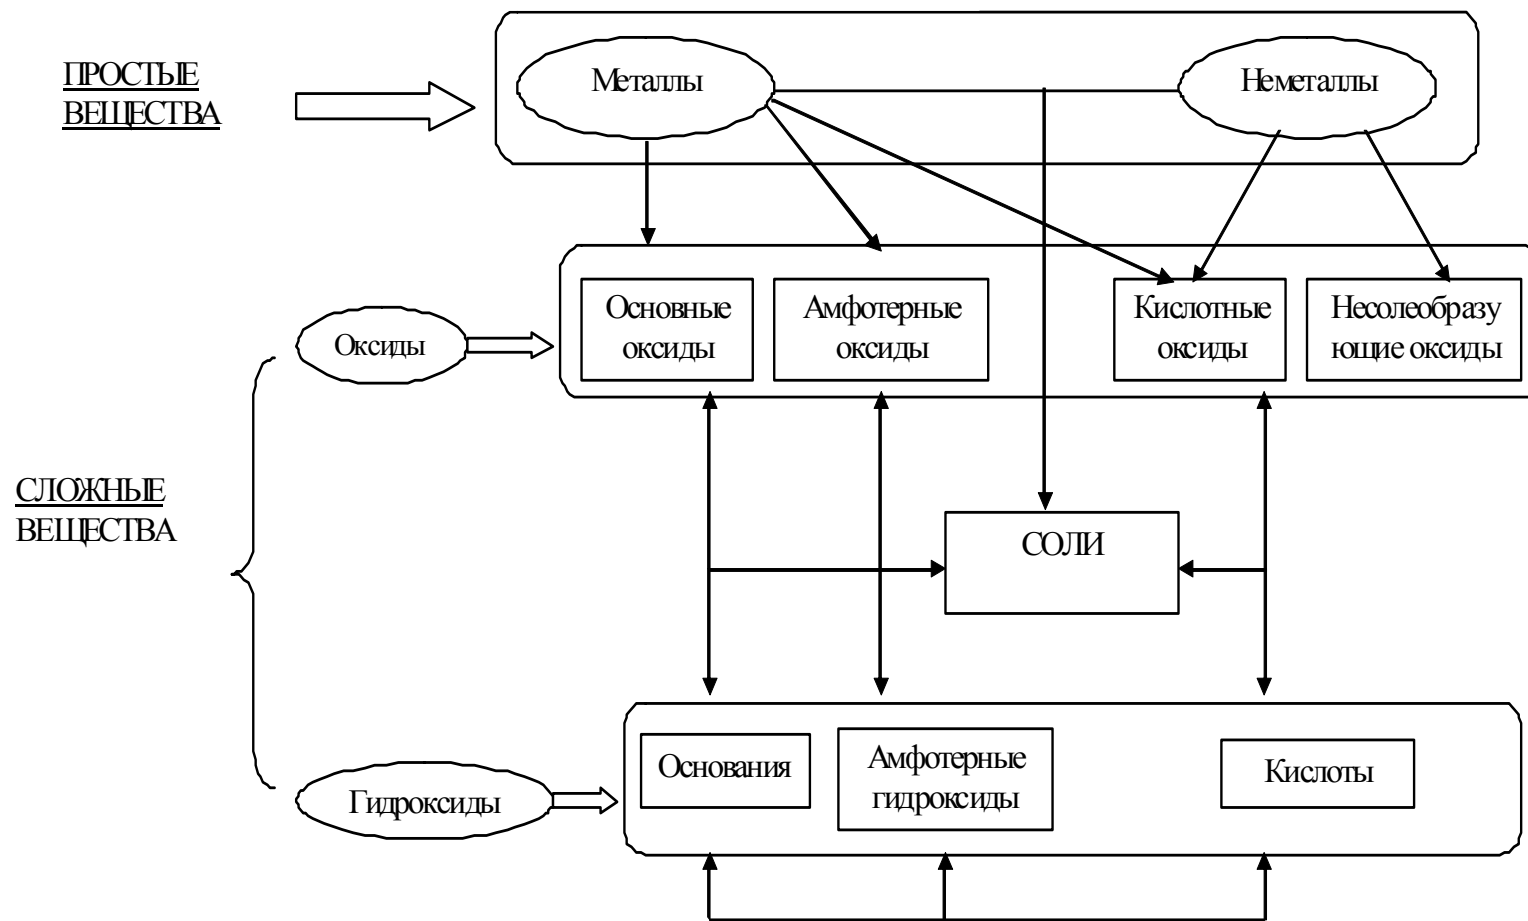 ПРОСТЫЕ
ВЕЩЕСТВА
Металлы
Неметаллы
Оксиды
Основные
оксиды
Амфотерные
оксиды
Кислотные
оксиды
Несолеобразу
ющие оксиды
СЛОЖНЫЕ
ВЕЩЕСТВА
СОЛИ
Гидроксиды
Основания
Амфотерные
гидроксиды
Кислоты